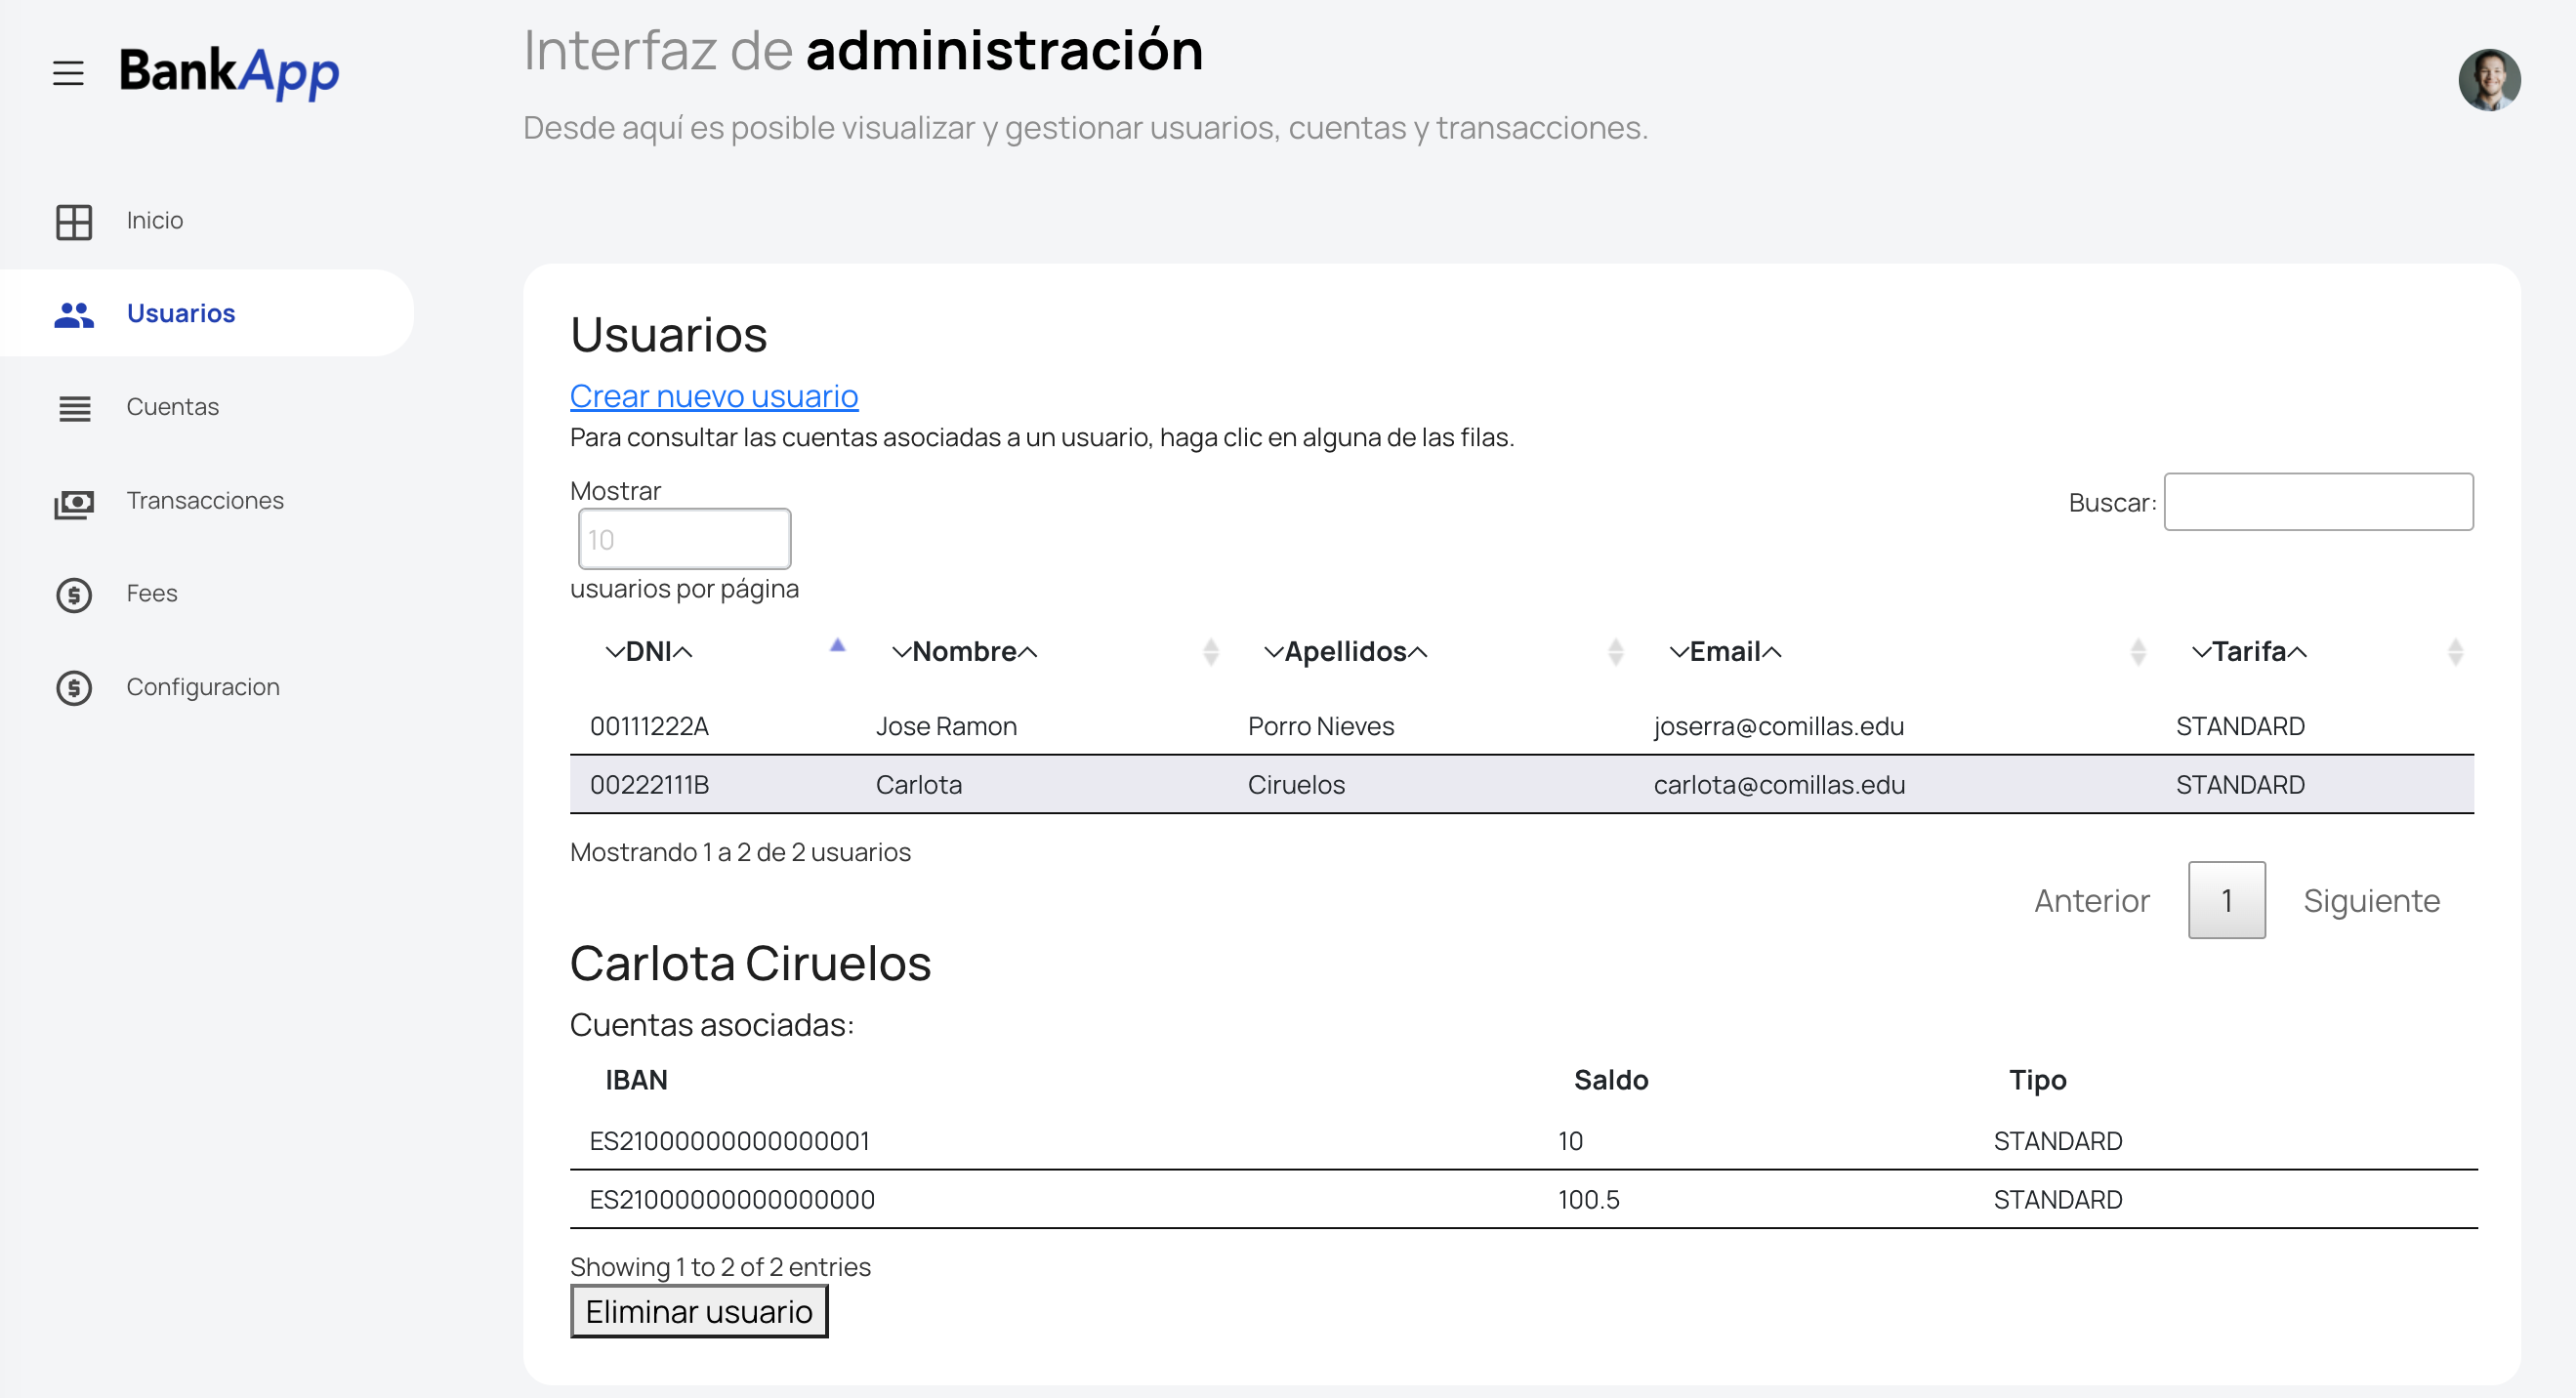 BankApp
Interfaz de administración
Desde aquí es posible visualizar y gestionar usuarios, cuentas y transacciones.
Inicio
Usuarios
Cuentas
Transacciones
Fees
Configuracion
Usuarios
Crear nuevo usuario
Para consultar las cuentas asociadas a un usuario, haga clic en alguna de las filas.
Mostrar
10
usuarios por página
Buscar:
DNI Nombre Apellidos Email Tarifa
00111222A Jose Ramon Porro Nieves joserra@comillas.edu STANDARD
00222111B Carlota Ciruelos carlota@comillas.edu STANDARD
Mostrando 1 a 2 de 2 usuarios
Anterior 1 Siguiente
Carlota Ciruelos
Cuentas asociadas:
IBAN Saldo Tipo
ES21000000000000001 10 STANDARD
ES21000000000000000 100.5 STANDARD
Showing 1 to 2 of 2 entries
Eliminar usuario